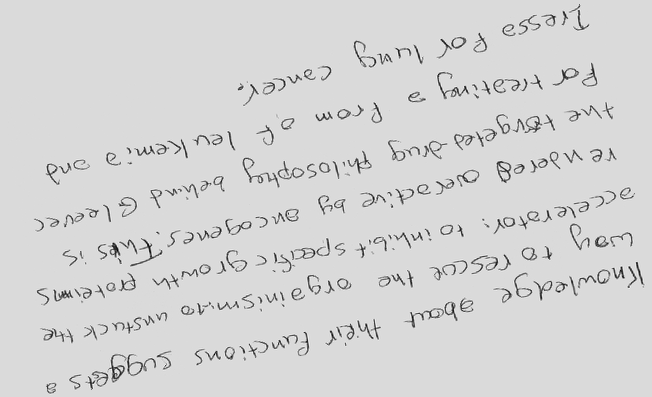 knowledge about their functions suggests a
way to rescue the orgainism:to unstuck the
accelerator: to inhibit specific growth proteims
rendered overactive by oncogenes; this is
the targeted-drug philosophy behind Gleevec
for treating a from of leukemia and
Iressa for lung cancer.